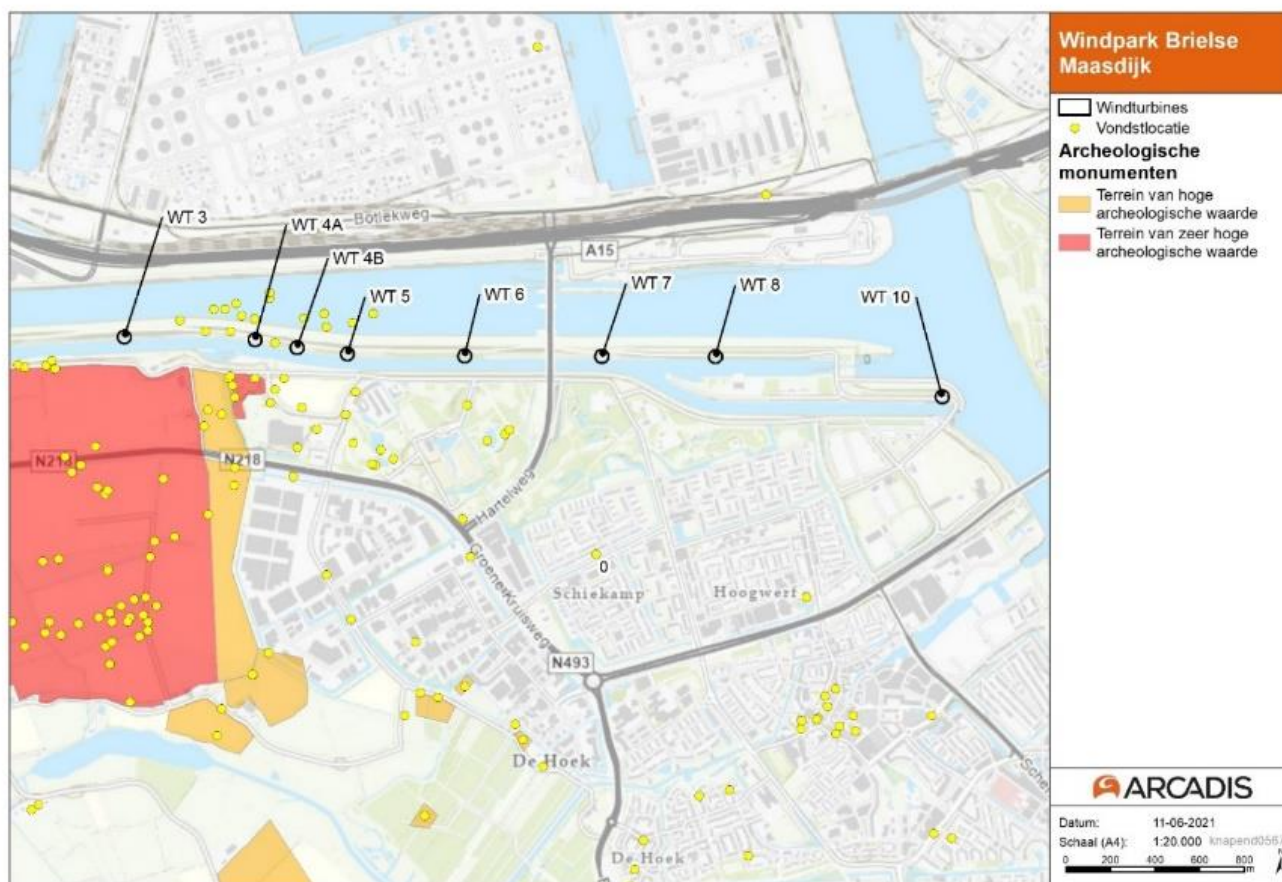 Windpark Brielse
Maasdijk
Windturbines
Vondstlocatie
Archeologische
monumenten
Terrein van hoge
archeologische waarde
Terrein van zeer hoge
archeologische waarde
Botlekweg
WT 3
WT 4A
WT 4B
A15
WT 5
WT 6
WT 7
WT 8
WT 10
N218
N218
Hartelweg
Groene Kruisweg
0
Schiekamp
Hoogwerf
N493
De Hoek
De Hoek
ARCADIS
Datum: 11-06-2021
Schaal (A4): 1:20.000 knapend0567
0 200 400 600 800
m
N